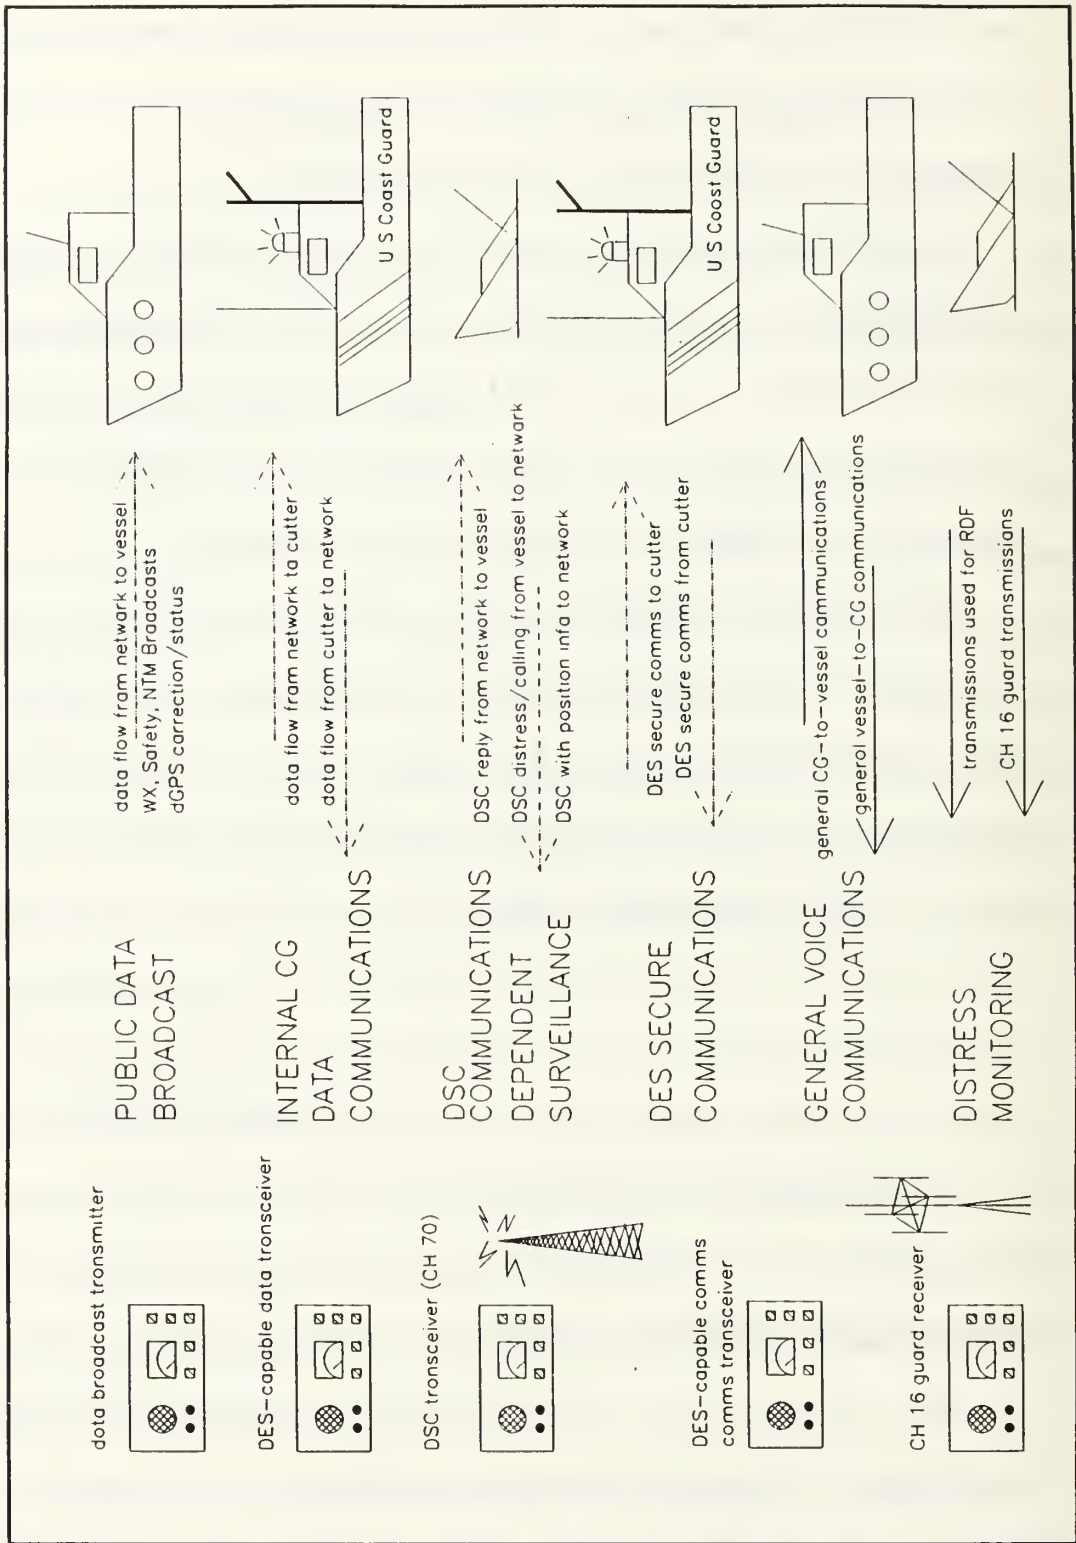 data broadcast transmitter
PUBLIC DATA
BROADCAST
data flow from network to vessel
WX, Safety, NTM Broadcasts
dGPS correction/status
DES-capable data transceiver
INTERNAL CG
DATA
COMMUNICATIONS
data flow from network to cutter
data flow from cutter to network
U S Coast Guard
DSC transceiver (CH 70)
DSC
COMMUNICATIONS
DEPENDENT
SURVEILLANCE
DSC reply from network to vessel
DSC distress/calling from vessel to network
DSC with position info to network
DES-capable comms
comms transceiver
DES SECURE
COMMUNICATIONS
DES secure comms to cutter
DES secure comms from cutter
U S Coast Guard
GENERAL VOICE
COMMUNICATIONS
general CG-to-vessel communications
general vessel-to-CG communications
CH 16 guard receiver
DISTRESS
MONITORING
transmissions used for RDF
CH 16 guard transmissions